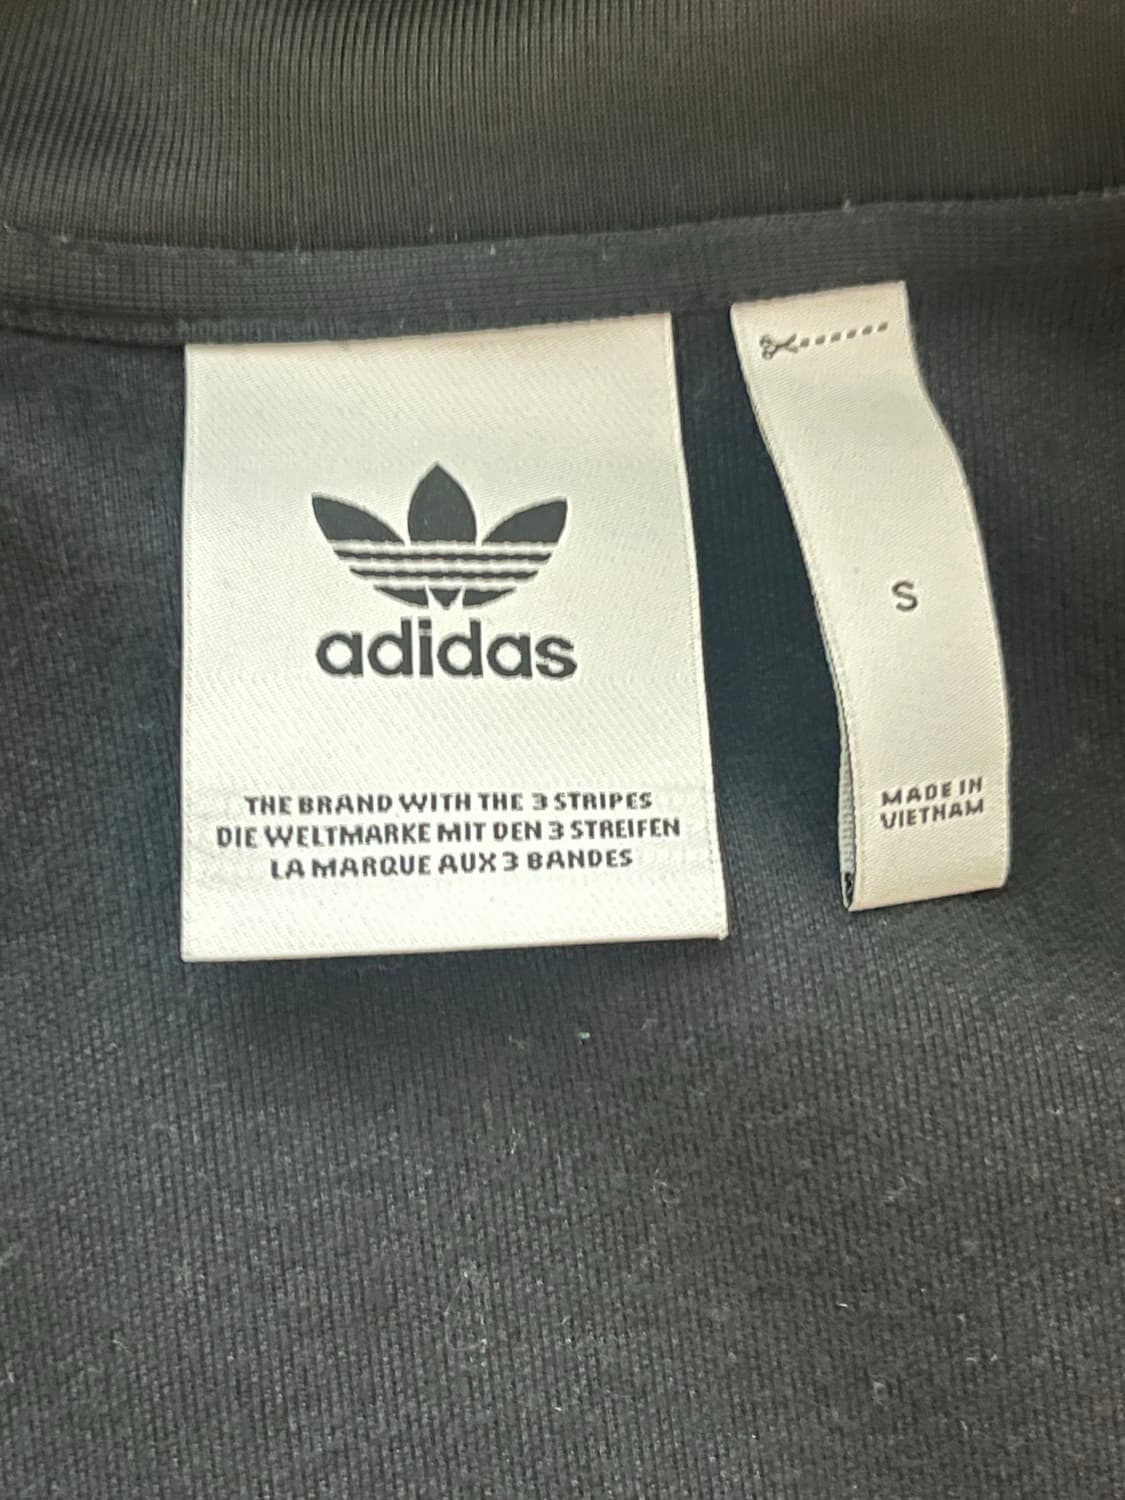 adidas
THE BRAND WITH THE 3 STRIPES
DIE WELTMARKE MIT DEN 3 STREIFEN
LA MARQUE AUX 3 BANDES
S
MADE IN
VIETNAM